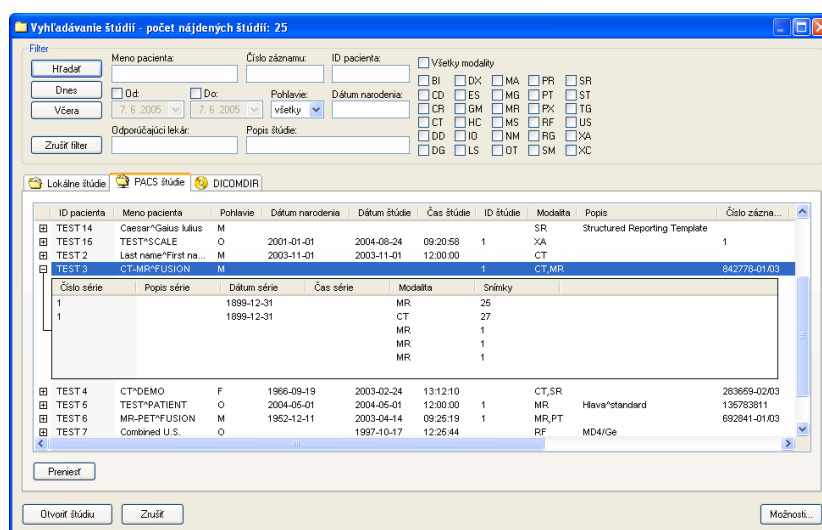 Vyhľadávanie štúdií - počet nájdených štúdií: 25
Filter
Hľadať
Dnes
Včera
Zrušiť filter
Meno pacienta: Číslo záznamu: ID pacienta:
Od: Do: Pohlavie: Dátum narodenia:
7. 6. 2005 7. 6. 2005 všetky
Odporúčajúci lekár: Popis štúdie:
Všetky modality
BI DX MA PR SR
CD ES MG PT ST
CR GM MR PX TG
CT HC MS RF US
DD IO NM RG XA
DG LS OT SM XC
Lokálne štúdie PACS štúdie DICOMDIR
ID pacienta Meno pacienta Pohlavie Dátum narodenia Dátum štúdie Čas štúdie ID štúdie Modalita Popis Číslo zázna...
TEST 14 Caesar^Gaius Iulius M SR Structured Reporting Template
TEST 15 TEST^SCALE O 2001-01-01 2004-08-24 09:20:58 1 XA 1
TEST 2 Last name^First na... M 2003-11-01 2003-11-01 12:00:00 CT
TEST 3 CT-MR^FUSION M 1 CT,MR 842778-01/03
Číslo série Popis série Dátum série Čas série Modalita Snímky
1 1899-12-31 MR 25
1 1899-12-31 CT 27
MR 1
MR 1
MR 1
TEST 4 CT^DEMO F 1966-09-19 2003-02-24 13:12:10 CT,SR 283659-02/03
TEST 5 TEST^PATIENT O 2004-05-01 2004-05-01 12:00:00 1 MR Hlava^standard 135783811
TEST 6 MR-PET^FUSION M 1952-12-11 2003-04-14 09:25:19 1 MR,PT 692841-01/03
TEST 7 Combined U.S. O 1997-10-17 12:25:44 RF MD4/Ge
Preniesť
Otvoriť štúdiu Zrušiť Možnosti...